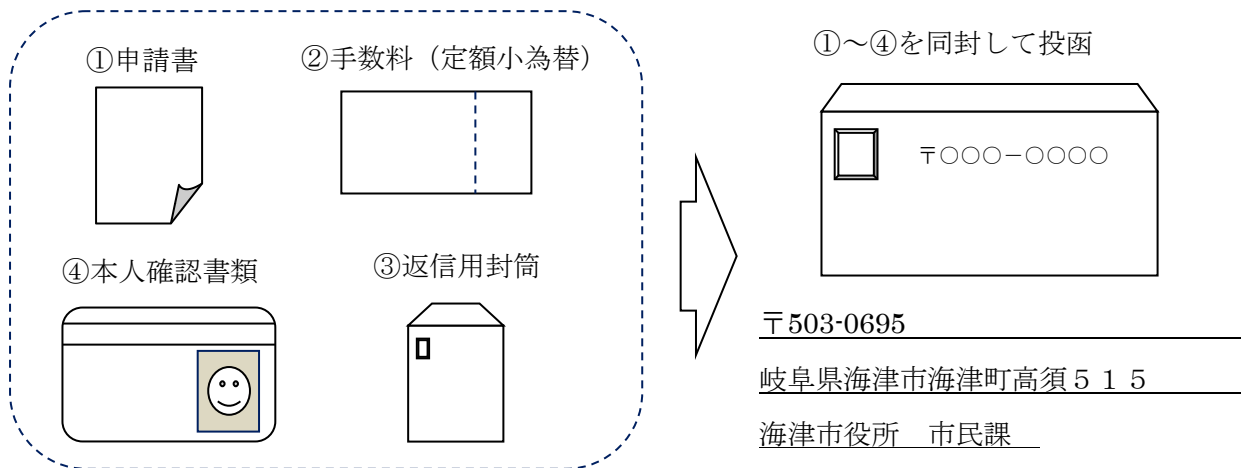 ①申請書
②手数料（定額小為替）
④本人確認書類
③返信用封筒
①～④を同封して投函
〒○○○－○○○○
〒503-0695
岐阜県海津市海津町高須５１５
海津市役所　市民課